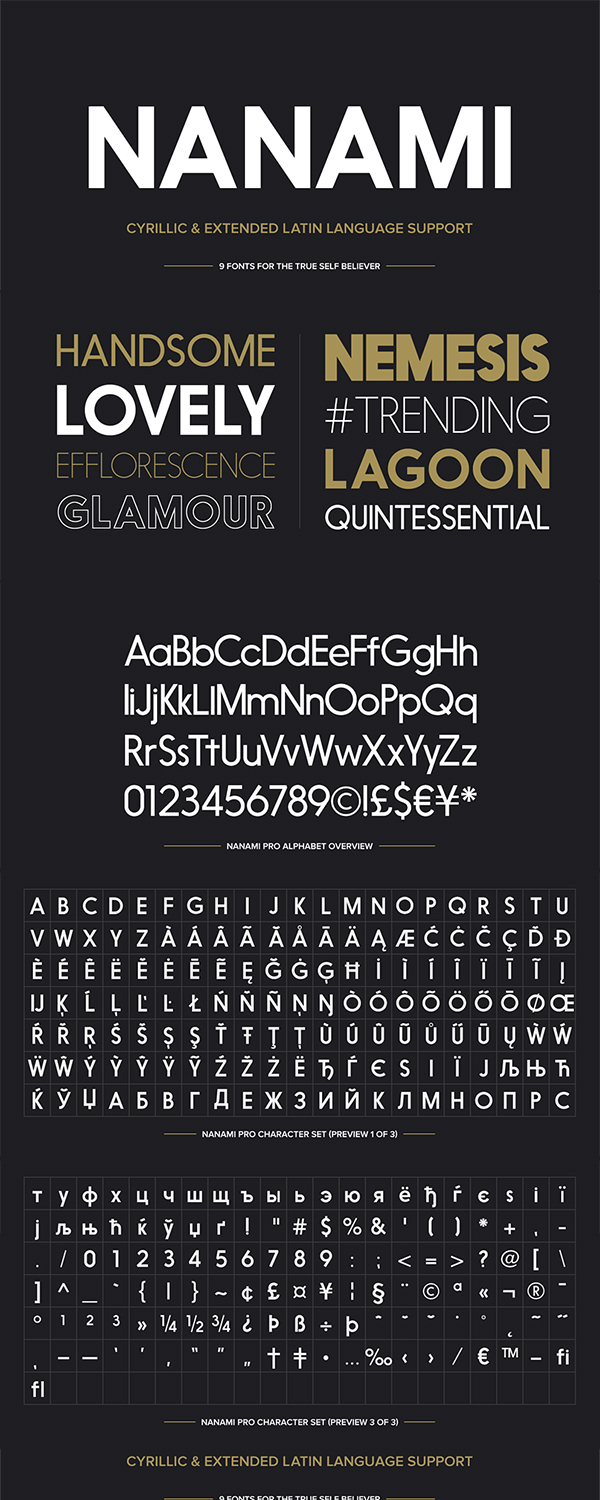 NANAMI
CYRILLIC & EXTENDED LATIN LANGUAGE SUPPORT
9 FONTS FOR THE TRUE SELF BELIEVER
HANDSOME
LOVELY
EFFLORESCENCE
GLAMOUR
NEMESIS
#TRENDING
LAGOON
QUINTESSENTIAL
AaBbCcDdEeFfGgHh
IiJjKkLlMmNnOoPpQq
RrSsTtUuVvWwXxYyZz
0123456789©!£$€¥*
NANAMI PRO ALPHABET OVERVIEW
A B C D E F G H I J K L M N O P Q R S T U
V W X Y Z À Á Â Ã Ă Å Ā Ä Ą Æ Ć Ċ Č Ç Ď Đ
È É Ê Ě Ë Ė Ē Ẽ Ę Ğ Ġ Ģ Ħ İ Ì Í Î Ï Ī Ĩ Į
Ĳ Ķ Ĺ Ļ Ľ Ŀ Ł Ń Ň Ñ Ņ Ŋ Ò Ó Ô Õ Ö Ő Ō Ø Œ
Ŕ Ř Ŗ Ś Š Ş Ș Ť Ŧ Ţ Ț Ù Ú Û Ũ Ů Ü Ű Ū Ų Ẁ Ẃ
Ŵ Ẅ Ý Ỳ Ŷ Ÿ Ỹ Ź Ž Ż Ё Ђ Ѓ Є Ѕ І Ї Ј Љ Њ Ћ
Ќ Ў Џ А Б В Г Д Е Ж З И Й К Л М Н О П Р С
NANAMI PRO CHARACTER SET (PREVIEW 1 OF 3)
т у ф х ц ч ш щ ъ ы ь э ю я ё ђ ѓ є ѕ і ї
ј љ њ ћ ќ ў џ ґ ! " # $ % & ' ( ) * + , -
. / 0 1 2 3 4 5 6 7 8 9 : ; < = > ? @ [ \
] ^ _ ` { | } ~ ¢ £ ¤ ¥ ¦ § ¨ © ª « ¬ ® ¯
° ¹ ² ³ » ¼ ½ ¾ ¿ Þ ß ÷ þ ˆ ˇ ˘ ˙ ˚ ˛ ˜ ˝
‚ – — ‘ ’ ‚ “ ” „ † ‡ • … ‰ ‹ › ⁄ € ™ − fi
fl
NANAMI PRO CHARACTER SET (PREVIEW 3 OF 3)
CYRILLIC & EXTENDED LATIN LANGUAGE SUPPORT
9 FONTS FOR THE TRUE SELF BELIEVER